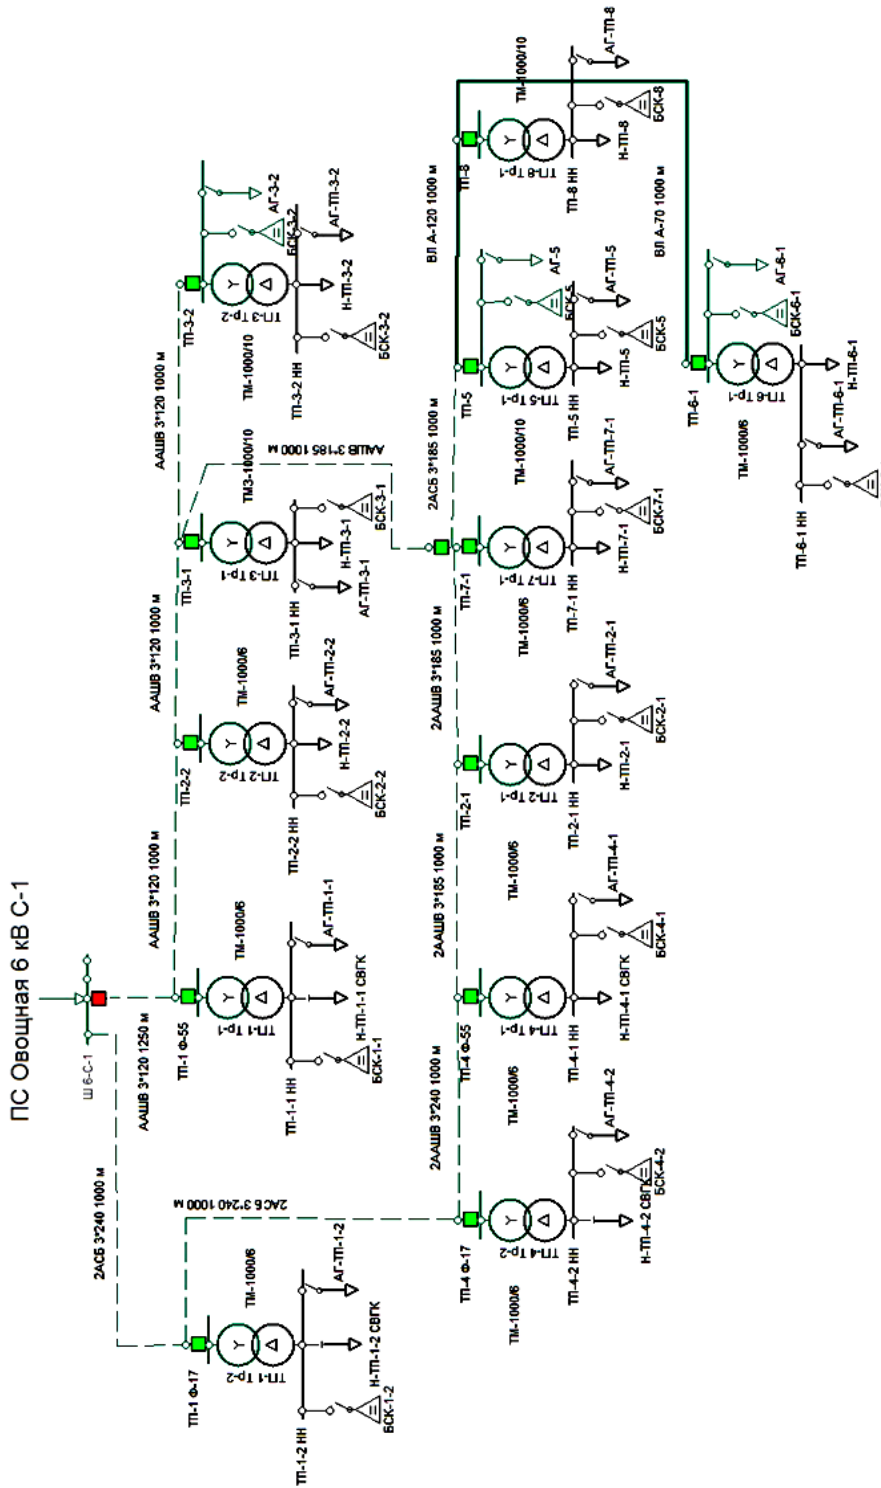 ПС Овощная 6 кВ С-1
Ш 6-С-1
2АСБ 3*240 1000 м
ААШВ 3*120 1250 м
ААШВ 3*120 1000 м
ААШВ 3*120 1000 м
ААШВ 3*120 1000 м
ААШВ 3*185 1000 м
2АСБ 3*240 1000 м
ТП-1 Ф-17
ТП-1 Тр-2
ТМ-1000/6
ТП-1-2 НН
БСК-1-2
Н-ТП-1-2 СВГК
АГ-ТП-1-2
ТП-1 Ф-55
ТП-1 Тр-1
ТМ-1000/6
ТП-1-1 НН
БСК-1-1
Н-ТП-1-1 СВГК
АГ-ТП-1-1
ТП-2-2
ТП-2 Тр-2
ТМ-1000/6
ТП-2-2 НН
БСК-2-2
Н-ТП-2-2
АГ-ТП-2-2
ТП-3-1
ТП-3 Тр-1
ТМЗ-1000/10
ТП-3-1 НН
АГ-ТП-3-1
Н-ТП-3-1
БСК-3-1
ТП-3-2
ТП-3 Тр-2
ТМ-1000/10
АГ-3-2
БСК-3-2
ТП-3-2 НН
БСК-3-2
Н-ТП-3-2
АГ-ТП-3-2
2ААШВ 3*240 1000 м
2ААШВ 3*185 1000 м
2ААШВ 3*185 1000 м
2АСБ 3*185 1000 м
ВЛ А-120 1000 м
ВЛ А-70 1000 м
ТП-4 Ф-17
ТП-4 Тр-2
ТМ-1000/6
ТП-4-2 НН
Н-ТП-4-2 СВГК
БСК-4-2
АГ-ТП-4-2
ТП-4 Ф-55
ТП-4 Тр-1
ТМ-1000/6
ТП-4-1 НН
Н-ТП-4-1 СВГК
БСК-4-1
АГ-ТП-4-1
ТП-2-1
ТП-2 Тр-1
ТМ-1000/6
ТП-2-1 НН
Н-ТП-2-1
БСК-2-1
АГ-ТП-2-1
ТП-7-1
ТП-7 Тр-1
ТМ-1000/6
ТП-7-1 НН
Н-ТП-7-1
БСК-7-1
АГ-ТП-7-1
ТП-5
ТП-5 Тр-1
ТМ-1000/10
АГ-5
БСК-5
ТП-5 НН
Н-ТП-5
БСК-5
АГ-ТП-5
ТП-8
ТП-8 Тр-1
ТМ-1000/10
ТП-8 НН
Н-ТП-8
БСК-8
АГ-ТП-8
ТП-6-1
ТП-6 Тр-1
ТМ-1000/6
АГ-6-1
БСК-6-1
ТП-6-1 НН
АГ-ТП-6-1
Н-ТП-6-1